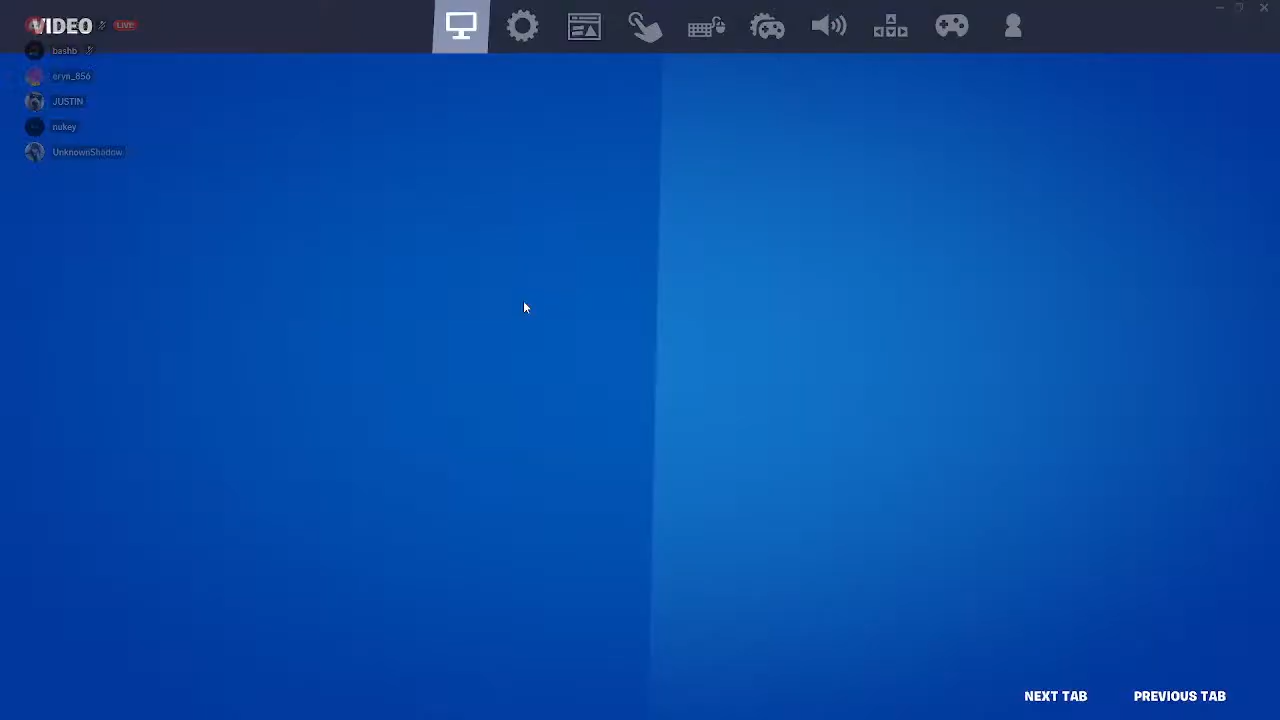 VIDEO
LIVE
bashb
eryn_856
JUSTIN
nukey
UnknownShadow
NEXT TAB
PREVIOUS TAB